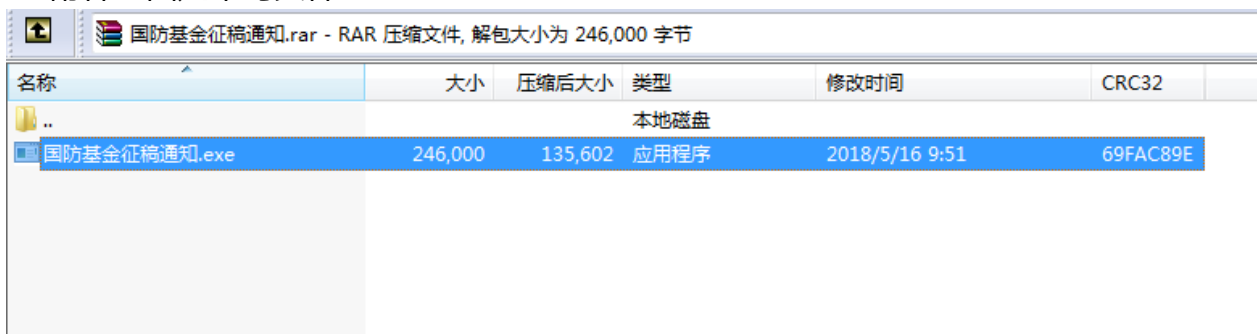 国防基金征稿通知.rar - RAR 压缩文件, 解包大小为 246,000 字节
名称 大小 压缩后大小 类型 修改时间 CRC32
.. 本地磁盘
国防基金征稿通知.exe 246,000 135,602 应用程序 2018/5/16 9:51 69FAC89E